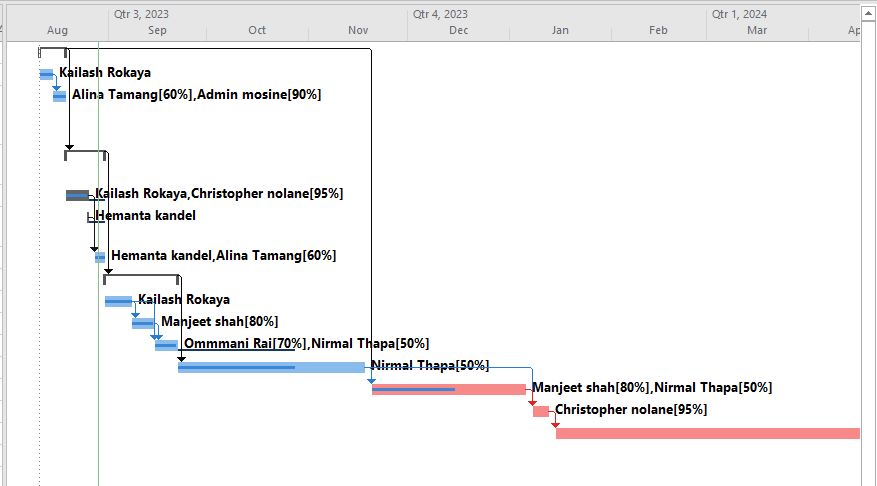 Qtr 3, 2023 Qtr 4, 2023 Qtr 1, 2024
Aug Sep Oct Nov Dec Jan Feb Mar Ap
Kailash Rokaya
Alina Tamang[60%],Admin mosine[90%]
Kailash Rokaya,Christopher nolane[95%]
Hemanta kandel
Hemanta kandel,Alina Tamang[60%]
Kailash Rokaya
Manjeet shah[80%]
Ommmani Rai[70%],Nirmal Thapa[50%]
Nirmal Thapa[50%]
Manjeet shah[80%],Nirmal Thapa[50%]
Christopher nolane[95%]